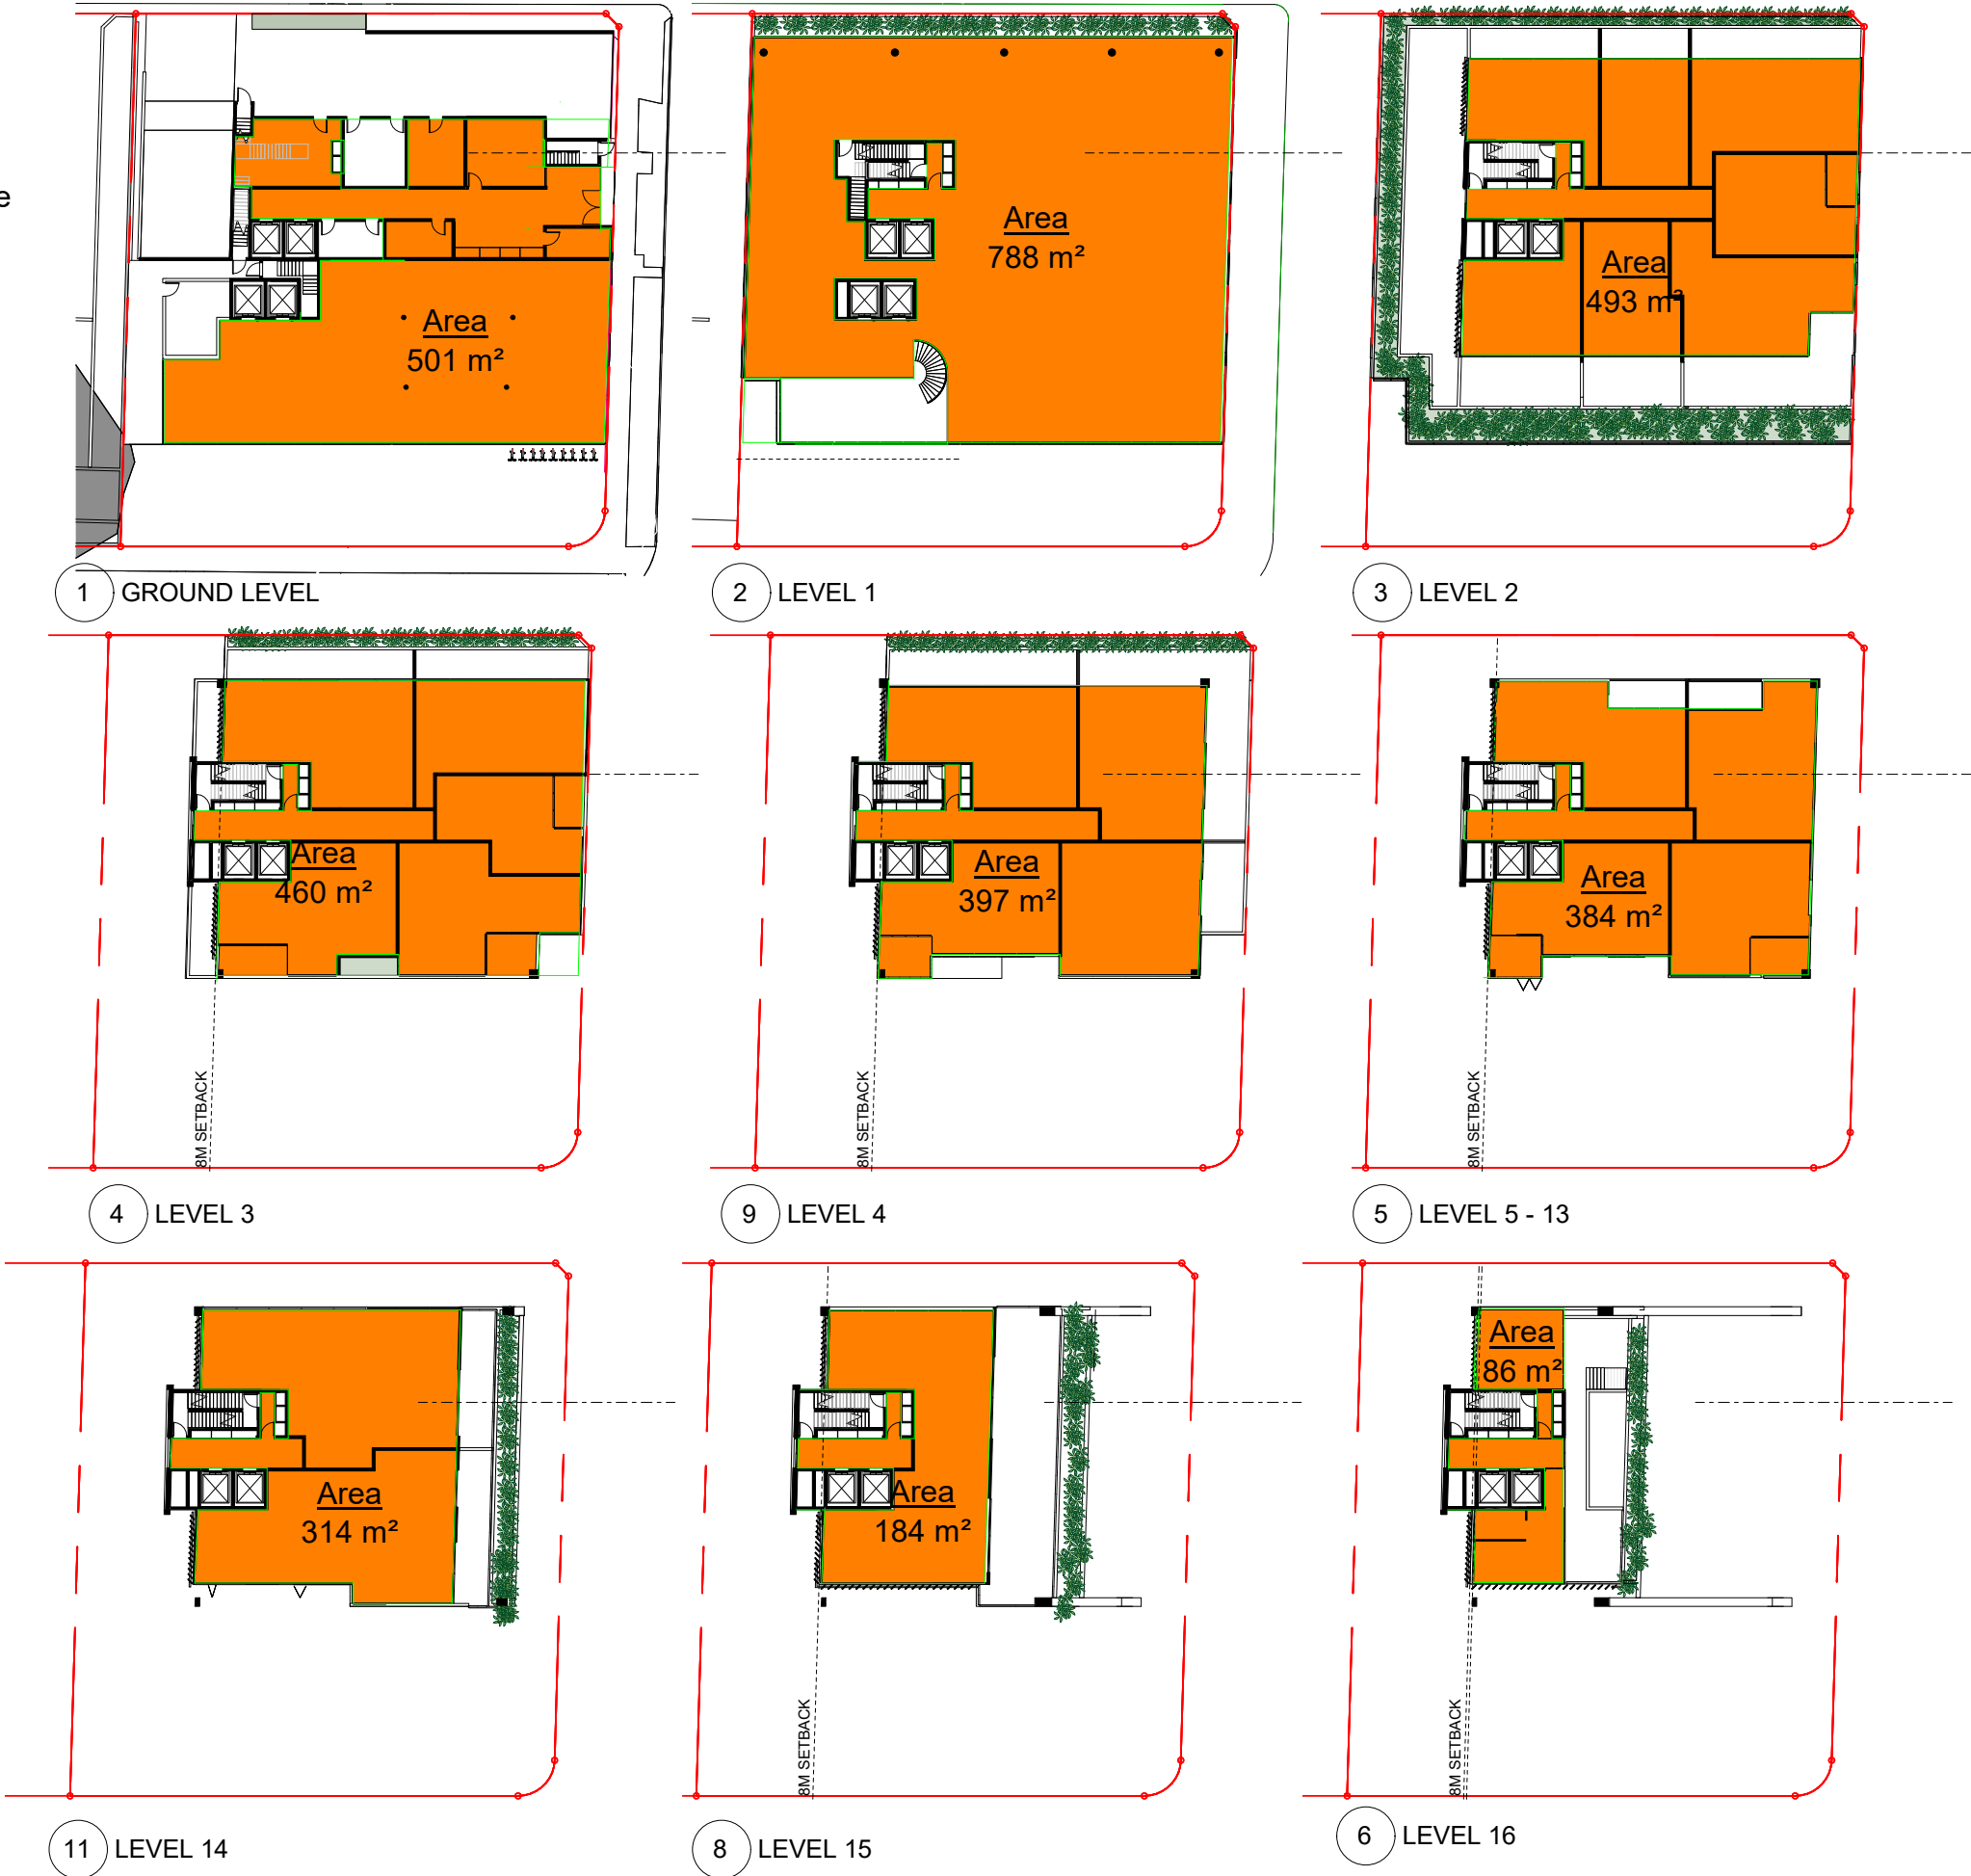 e
Area
501 m²
1 GROUND LEVEL
Area
788 m²
2 LEVEL 1
Area
493 m²
3 LEVEL 2
Area
460 m²
8M SETBACK
4 LEVEL 3
Area
397 m²
8M SETBACK
9 LEVEL 4
Area
384 m²
8M SETBACK
5 LEVEL 5 - 13
Area
314 m²
11 LEVEL 14
Area
184 m²
8M SETBACK
8 LEVEL 15
Area
86 m²
8M SETBACK
6 LEVEL 16